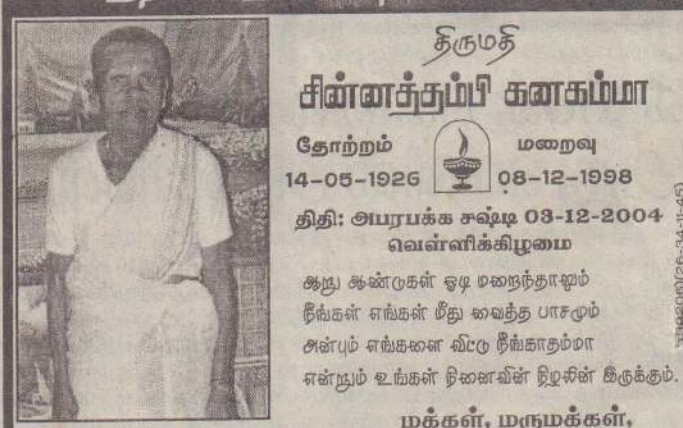 திருமதி
சின்னத்தம்பி கனகம்மா
தோற்றம் மறைவு
14-05-1926 08-12-1998
திதி: அபரபக்க சஷ்டி 03-12-2004
வெள்ளிக்கிழமை
ஆறு ஆண்டுகள் ஓடி மறைந்தாலும்
நீங்கள் எங்கள் மீது வைத்த பாசமும்
அன்பும் எங்களை விட்டு நீங்காதம்மா
என்றும் உங்கள் நினைவின் நிழலின் இருக்கும்.
மக்கள், மருமக்கள்,